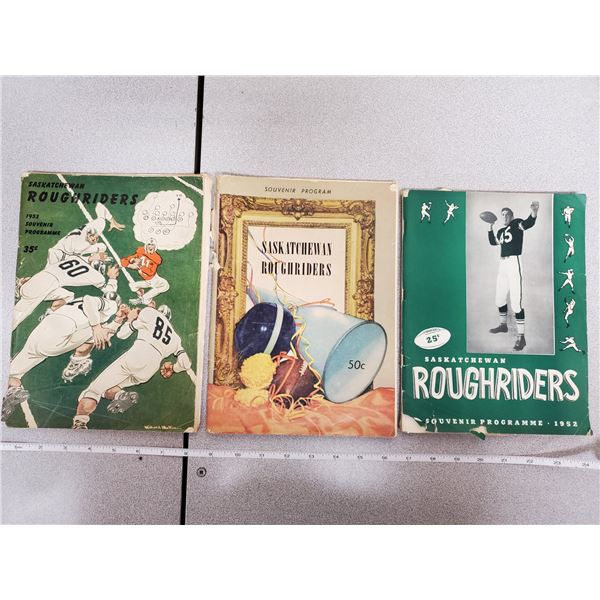 SASKATCHEWAN
ROUGHRIDERS
1953
SOUVENIR
PROGRAMME
35¢
60
85
SOUVENIR PROGRAM
SASKATCHEWAN
ROUGHRIDERS
50c
45
25¢
SASKATCHEWAN
ROUGHRIDERS
SOUVENIR PROGRAMME · 1952